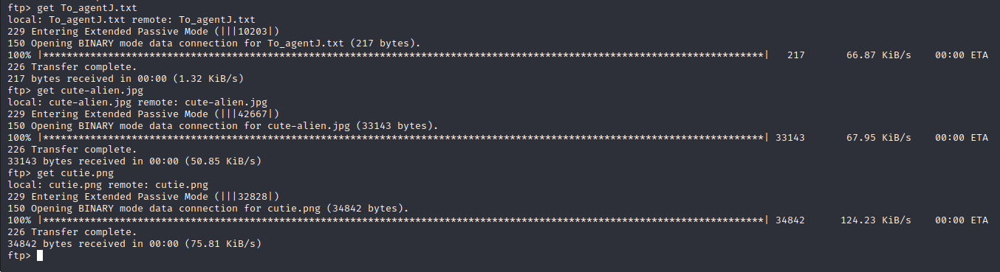 ftp> get To_agentJ.txt
local: To_agentJ.txt remote: To_agentJ.txt
229 Entering Extended Passive Mode (|||10203|)
150 Opening BINARY mode data connection for To_agentJ.txt (217 bytes).
100% |**************************************************************************************************************************| 217 66.87 KiB/s 00:00 ETA
226 Transfer complete.
217 bytes received in 00:00 (1.32 KiB/s)
ftp> get cute-alien.jpg
local: cute-alien.jpg remote: cute-alien.jpg
229 Entering Extended Passive Mode (|||42667|)
150 Opening BINARY mode data connection for cute-alien.jpg (33143 bytes).
100% |**************************************************************************************************************************| 33143 67.95 KiB/s 00:00 ETA
226 Transfer complete.
33143 bytes received in 00:00 (50.85 KiB/s)
ftp> get cutie.png
local: cutie.png remote: cutie.png
229 Entering Extended Passive Mode (|||32828|)
150 Opening BINARY mode data connection for cutie.png (34842 bytes).
100% |**************************************************************************************************************************| 34842 124.23 KiB/s 00:00 ETA
226 Transfer complete.
34842 bytes received in 00:00 (75.81 KiB/s)
ftp>